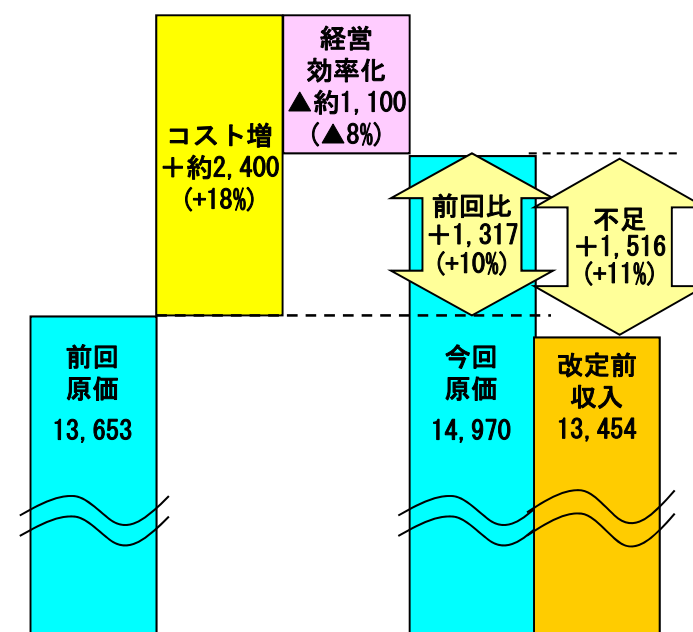 経営
効率化
▲約1,100
(▲8%)
コスト増
＋約2,400
(+18%)
前回比
＋1,317
(+10%)
不足
＋1,516
(+11%)
前回
原価
13,653
今回
原価
14,970
改定前
収入
13,454